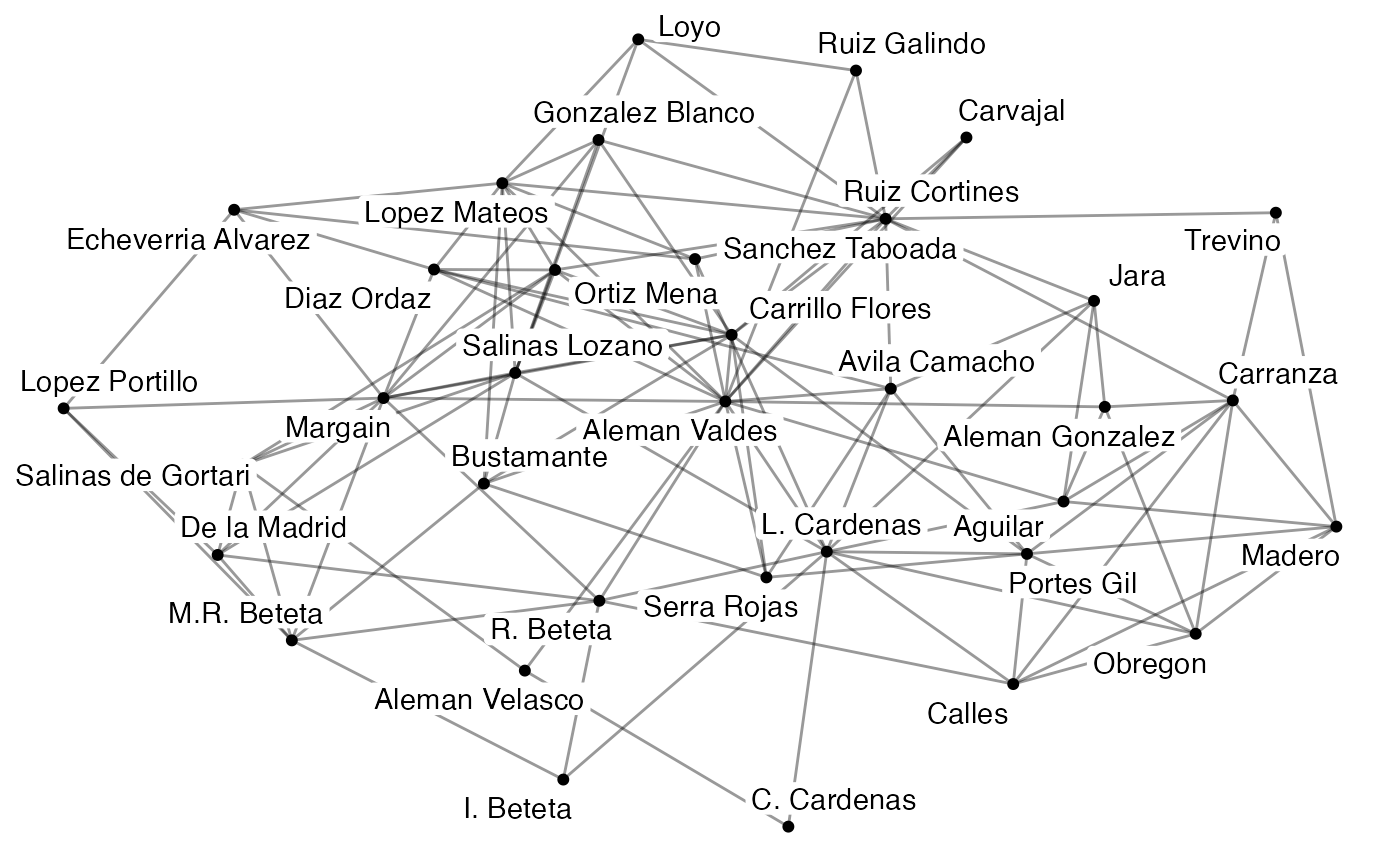 Loyo
Ruiz Galindo
Gonzalez Blanco
Carvajal
Ruiz Cortines
Lopez Mateos
Echeverria Alvarez
Trevino
Sanchez Taboada
Jara
Diaz Ordaz
Ortiz Mena
Carrillo Flores
Salinas Lozano
Avila Camacho
Lopez Portillo
Carranza
Margain
Aleman Valdes
Aleman Gonzalez
Bustamante
Salinas de Gortari
De la Madrid
L. Cardenas
Aguilar
Madero
Portes Gil
M.R. Beteta
Serra Rojas
R. Beteta
Obregon
Aleman Velasco
Calles
C. Cardenas
I. Beteta